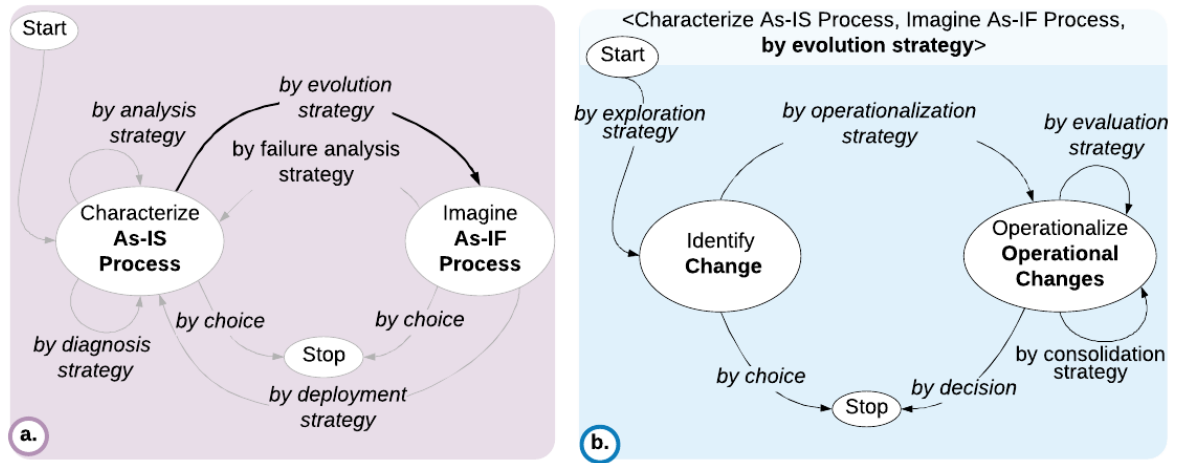 Start
by evolution
strategy
by analysis
strategy
by failure analysis
strategy
Characterize
As-IS
Process
Imagine
As-IF
Process
by choice
by choice
Stop
by diagnosis
strategy
by deployment
strategy
a.
<Characterize As-IS Process, Imagine As-IF Process,
by evolution strategy>
Start
by exploration
strategy
by operationalization
strategy
by evaluation
strategy
Identify
Change
Operationalize
Operational
Changes
by choice
by decision
by consolidation
strategy
Stop
b.